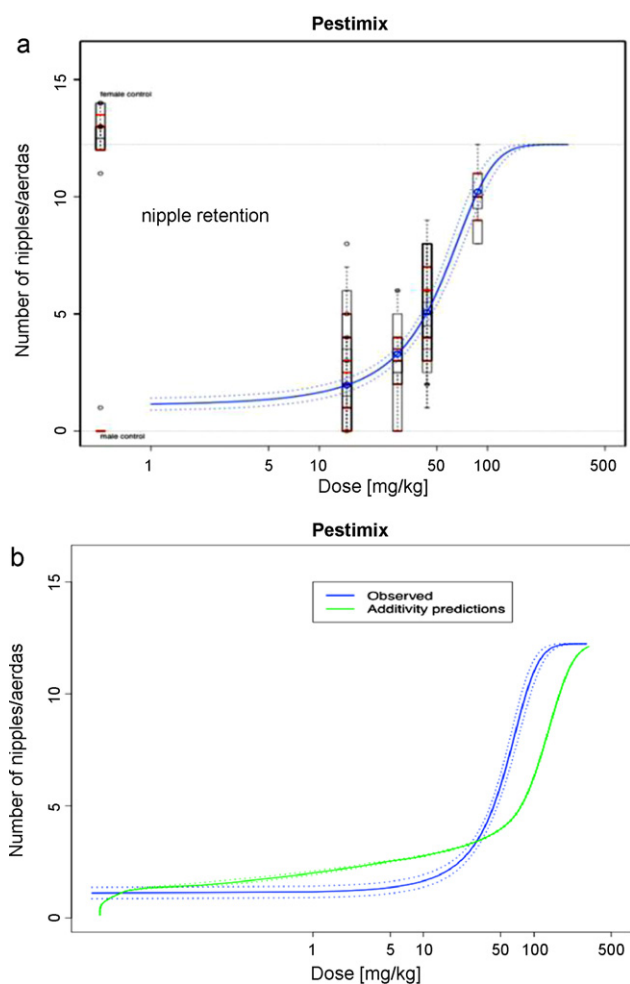 Pestimix
a
15
10
5
0
Number of nipples/aerdas
female control
nipple retention
male control
1
5
10
50
100
500
Dose [mg/kg]
Pestimix
b
15
10
5
0
Number of nipples/aerdas
Observed
Additivity predictions
1
5
10
50
100
500
Dose [mg/kg]